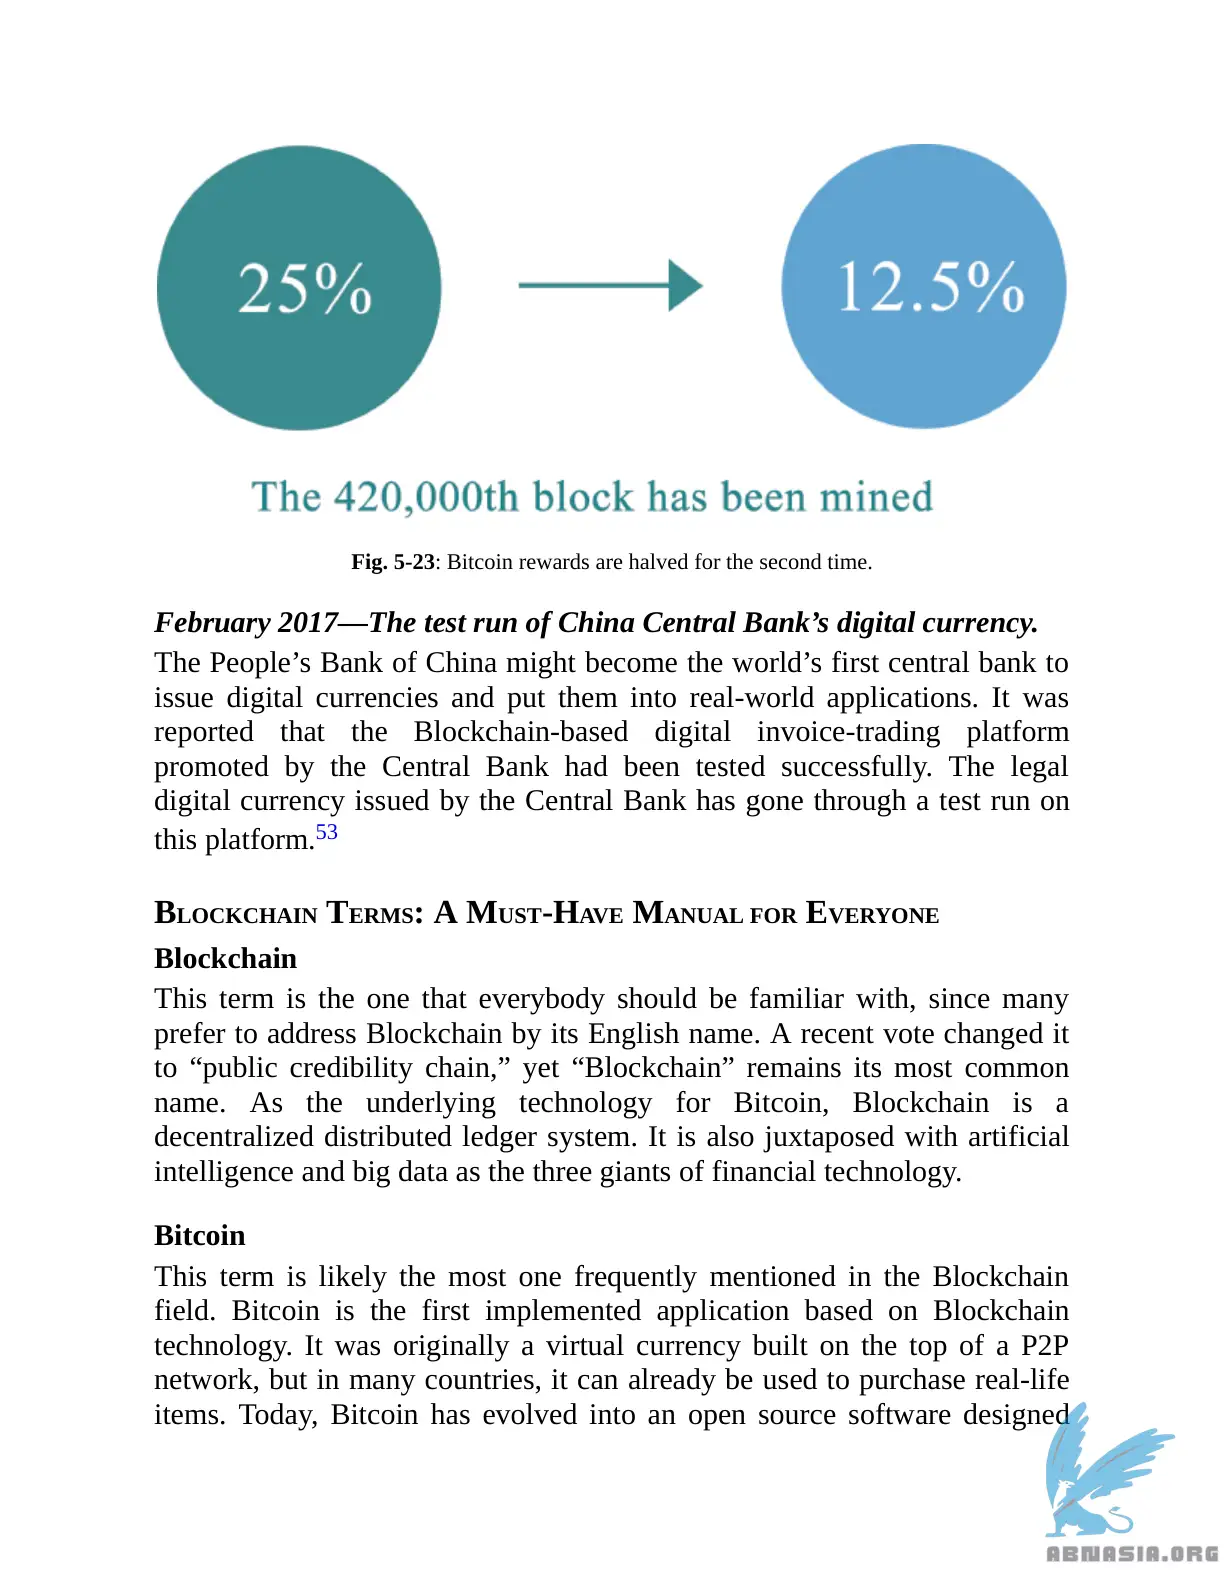 25%
12.5%
The 420,000th block has been mined
Fig. 5-23: Bitcoin rewards are halved for the second time.
February 2017—The test run of China Central Bank’s digital currency.
The People’s Bank of China might become the world’s first central bank to
issue digital currencies and put them into real-world applications. It was
reported that the Blockchain-based digital invoice-trading platform
promoted by the Central Bank had been tested successfully. The legal
digital currency issued by the Central Bank has gone through a test run on
this platform.53
BLOCKCHAIN TERMS: A MUST-HAVE MANUAL FOR EVERYONE
Blockchain
This term is the one that everybody should be familiar with, since many
prefer to address Blockchain by its English name. A recent vote changed it
to “public credibility chain,” yet “Blockchain” remains its most common
name. As the underlying technology for Bitcoin, Blockchain is a
decentralized distributed ledger system. It is also juxtaposed with artificial
intelligence and big data as the three giants of financial technology.
Bitcoin
This term is likely the most one frequently mentioned in the Blockchain
field. Bitcoin is the first implemented application based on Blockchain
technology. It was originally a virtual currency built on the top of a P2P
network, but in many countries, it can already be used to purchase real-life
items. Today, Bitcoin has evolved into an open source software designed
ABNASIA.ORG